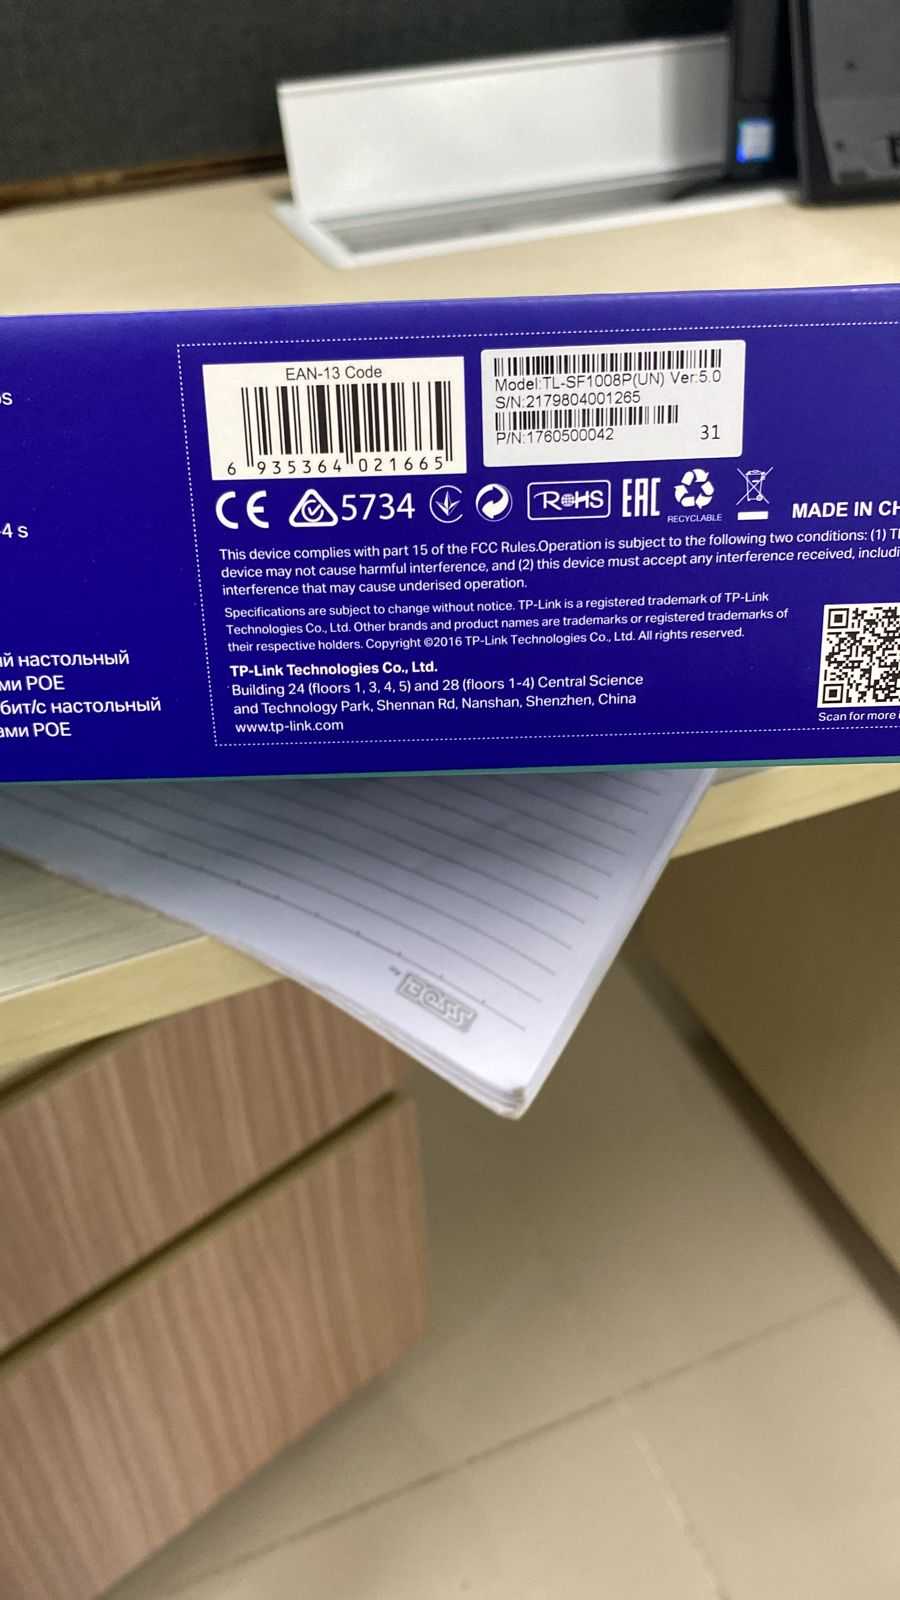 EAN-13 Code
6 935364 021665
Model:TL-SF1008P(UN) Ver:5.0
S/N:2179804001265
P/N:1760500042
31
CE 5734 RoHS EAC
RECYCLABLE
MADE IN CH
-4 s
This device complies with part 15 of the FCC Rules.Operation is subject to the following two conditions: (1) T
device may not cause harmful interference, and (2) this device must accept any interference received, includi
interference that may cause underised operation.
Specifications are subject to change without notice. TP-Link is a registered trademark of TP-Link
Technologies Co., Ltd. Other brands and product names are trademarks or registered trademarks of
their respective holders. Copyright ©2016 TP-Link Technologies Co., Ltd. All rights reserved.
TP-Link Technologies Co., Ltd.
Building 24 (floors 1, 3, 4, 5) and 28 (floors 1-4) Central Science
and Technology Park, Shennan Rd, Nanshan, Shenzhen, China
www.tp-link.com
Scan for more
й настольный
ми POE
бит/с настольный
ами POE